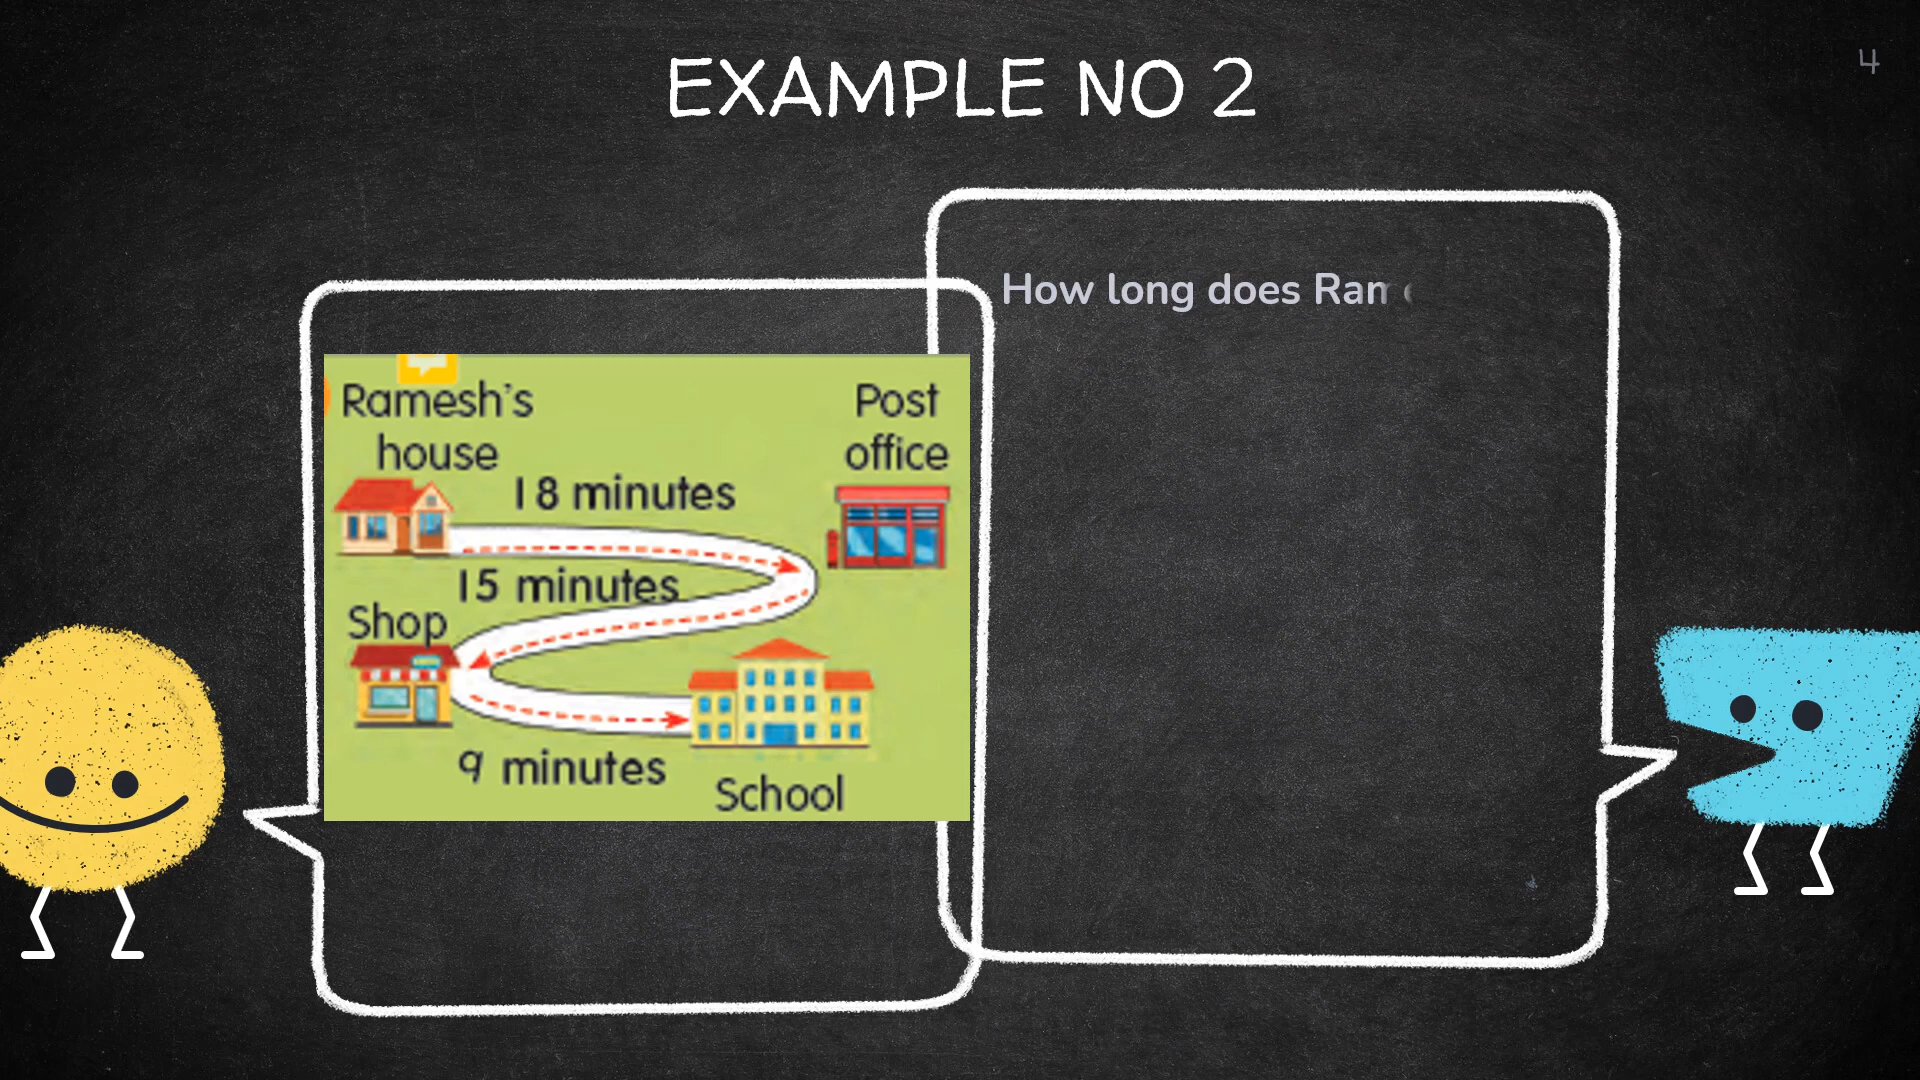 EXAMPLE NO 2
4
How long does
Ramesh's
house
Post
office
18 minutes
15 minutes
Shop
9 minutes
School